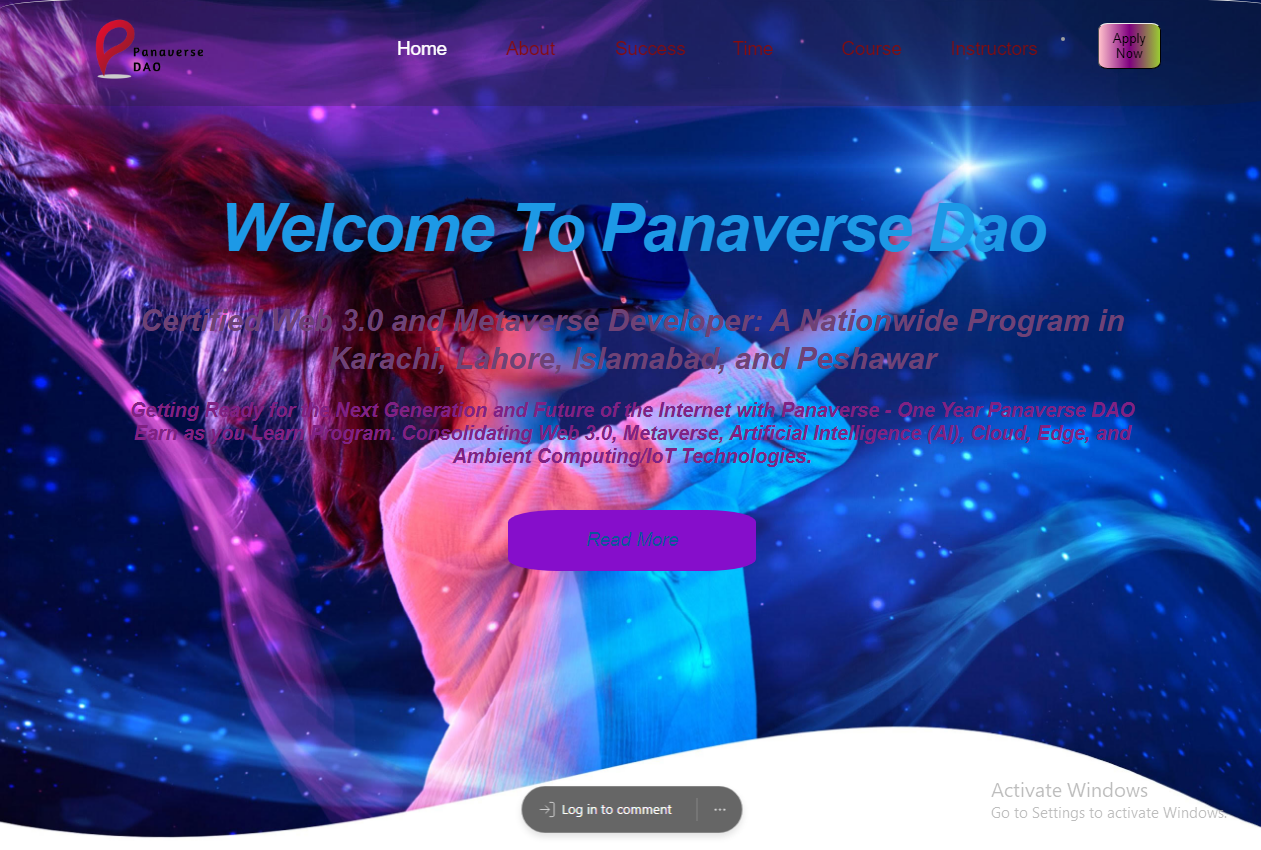 Panaverse
DAO
Home
About
Success
Time
Course
Instructors
Apply
Now
Welcome To Panaverse Dao
Certified Web 3.0 and Metaverse Developer: A Nationwide Program in
Karachi, Lahore, Islamabad, and Peshawar
Getting Ready for the Next Generation and Future of the Internet with Panaverse - One Year Panaverse DAO
Earn as you Learn Program. Consolidating Web 3.0, Metaverse, Artificial Intelligence (AI), Cloud, Edge, and
Ambient Computing/IoT Technologies.
Read More
Log in to comment
Activate Windows
Go to Settings to activate Windows.